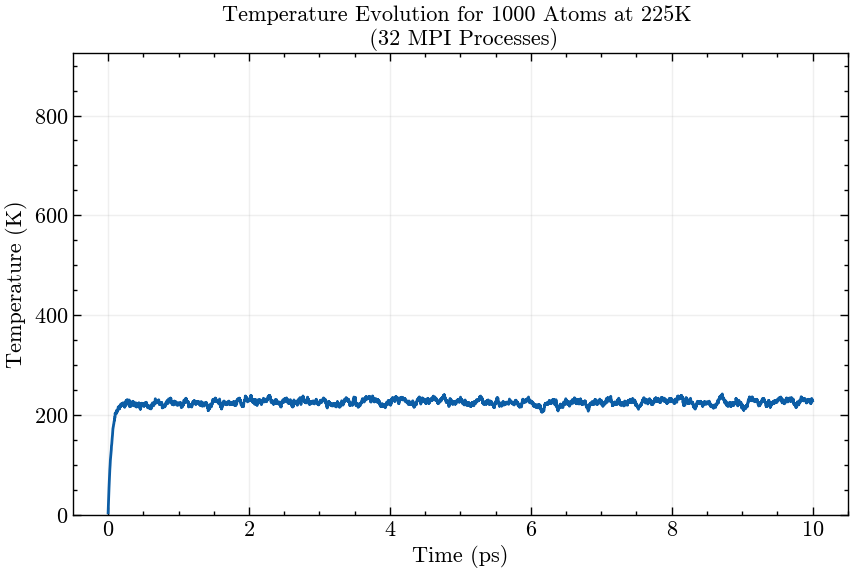 Temperature Evolution for 1000 Atoms at 225K
(32 MPI Processes)
Temperature (K)
800
600
400
200
0
0 2 4 6 8 10
Time (ps)